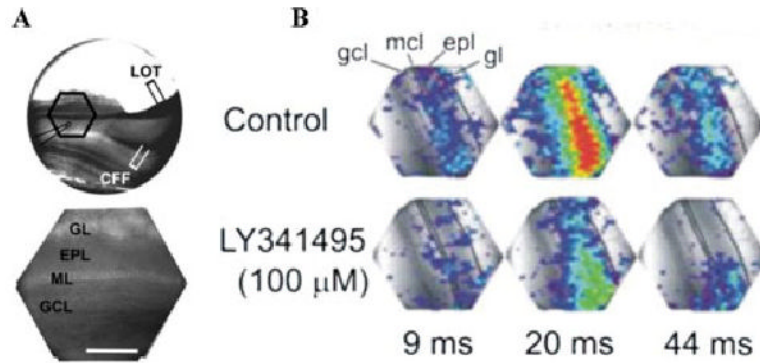 A
LOT
CFF
GL
EPL
ML
GCL
B
gcl mcl epl gl
Control
LY341495
(100 μM)
9 ms 20 ms 44 ms